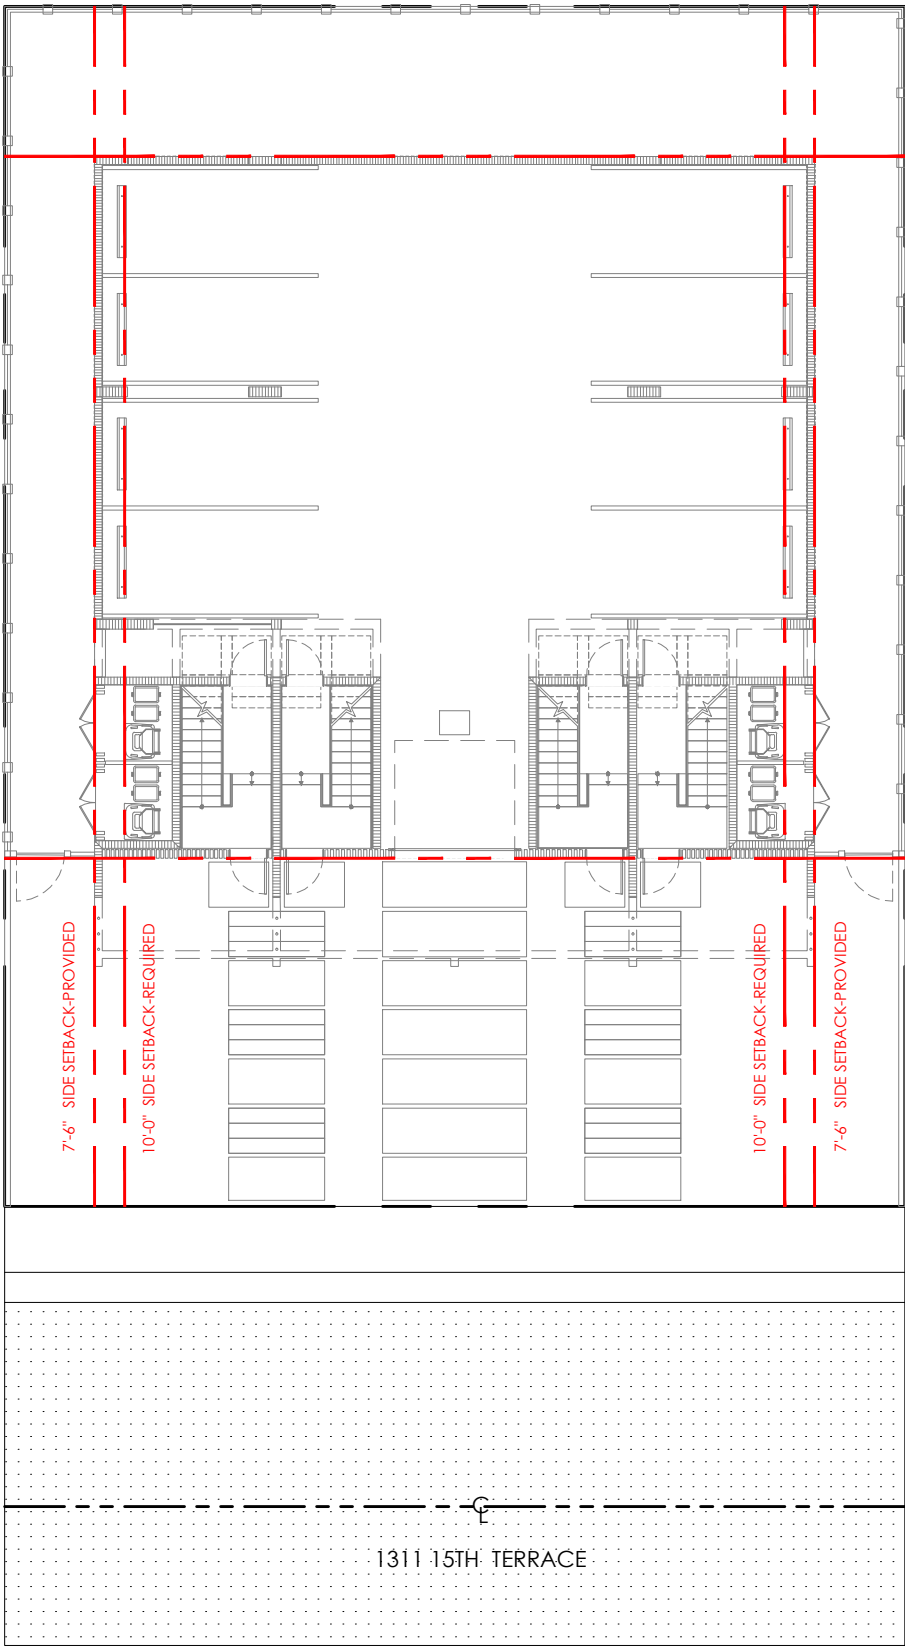 7'-6" SIDE SETBACK-PROVIDED
10'-0" SIDE SETBACK-REQUIRED
10'-0" SIDE SETBACK-REQUIRED
7'-6" SIDE SETBACK-PROVIDED
CL
1311 15TH TERRACE